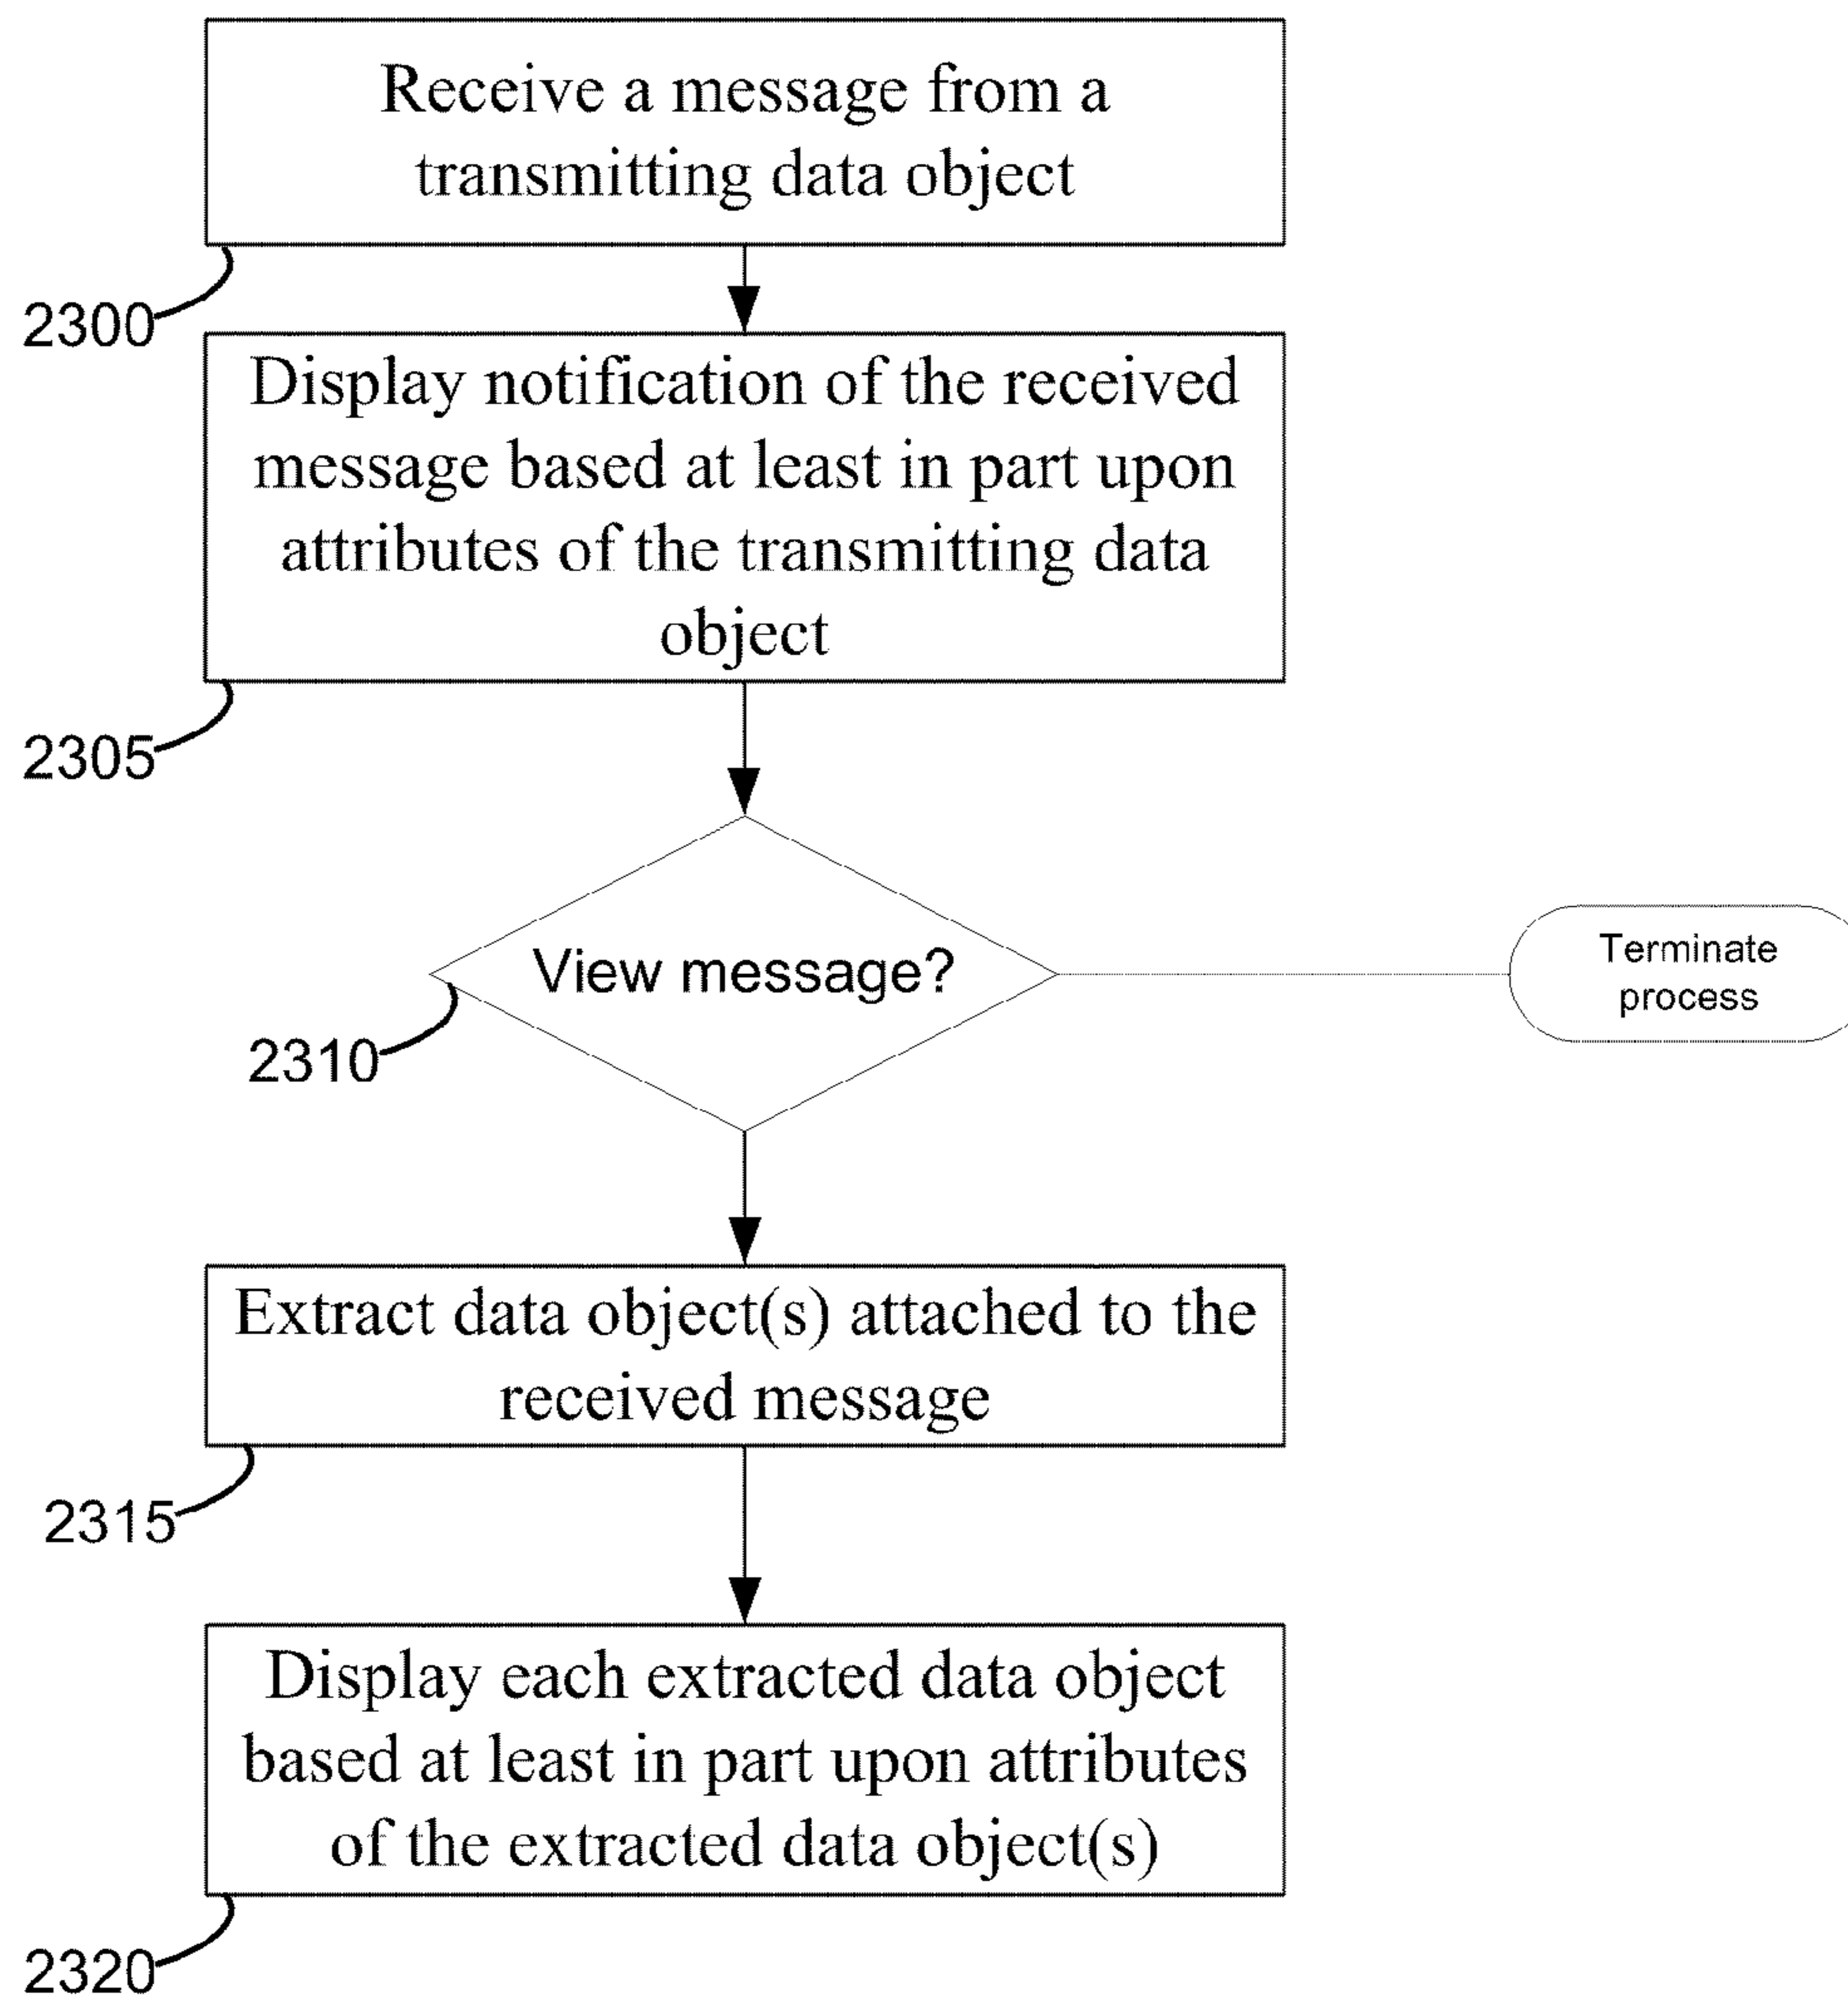 Receive a message from a
transmitting data object
2300
Display notification of the received
message based at least in part upon
attributes of the transmitting data
object
2305
View message?
Terminate
process
2310
Extract data object(s) attached to the
received message
2315
Display each extracted data object
based at least in part upon attributes
of the extracted data object(s)
2320